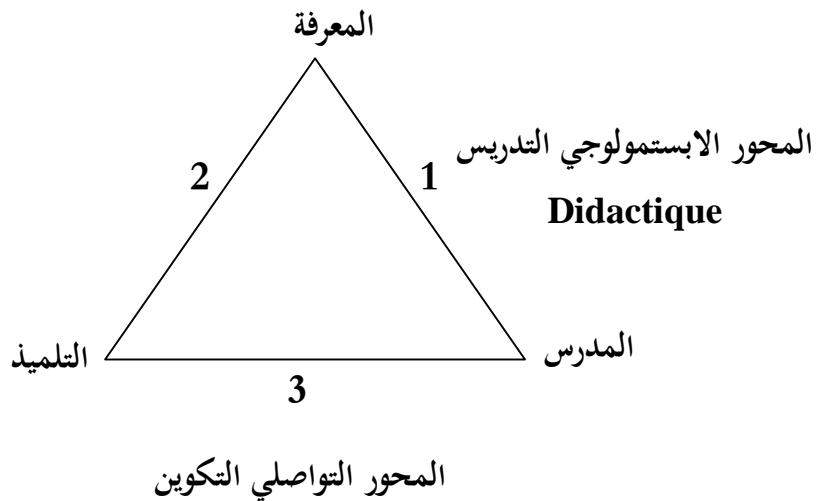 المعرفة
المحور الابستمولوجي التدريس
2
1
Didactique
المدرس
التلميذ
3
المحور التواصلي التكوين